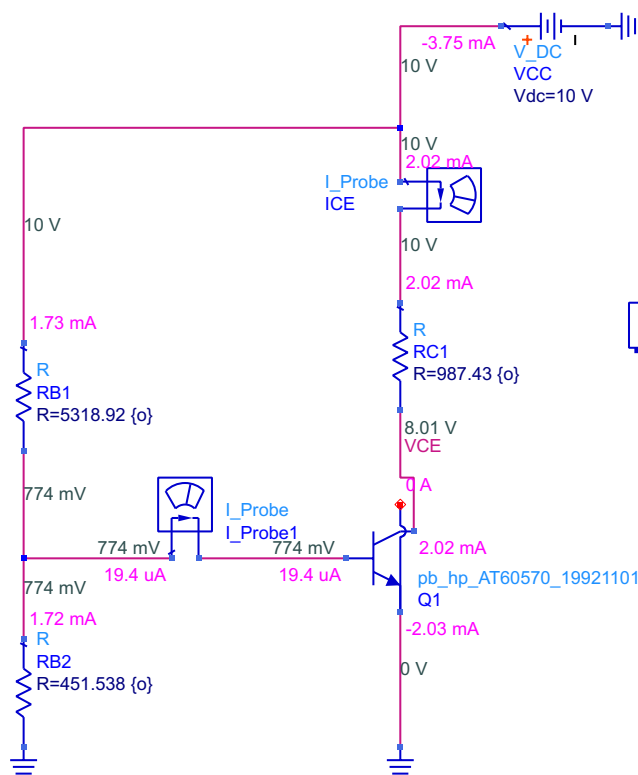 -3.75 mA
10 V
+
V_DC
VCC
Vdc=10 V
10 V
2.02 mA
I_Probe
ICE
10 V
10 V
2.02 mA
1.73 mA
R
RB1
R=5318.92 {o}
R
RC1
R=987.43 {o}
8.01 V
VCE
0 A
774 mV
I_Probe
I_Probe1
774 mV
774 mV
19.4 uA
19.4 uA
2.02 mA
pb_hp_AT60570_19921101
Q1
774 mV
1.72 mA
R
RB2
R=451.538 {o}
-2.03 mA
0 V